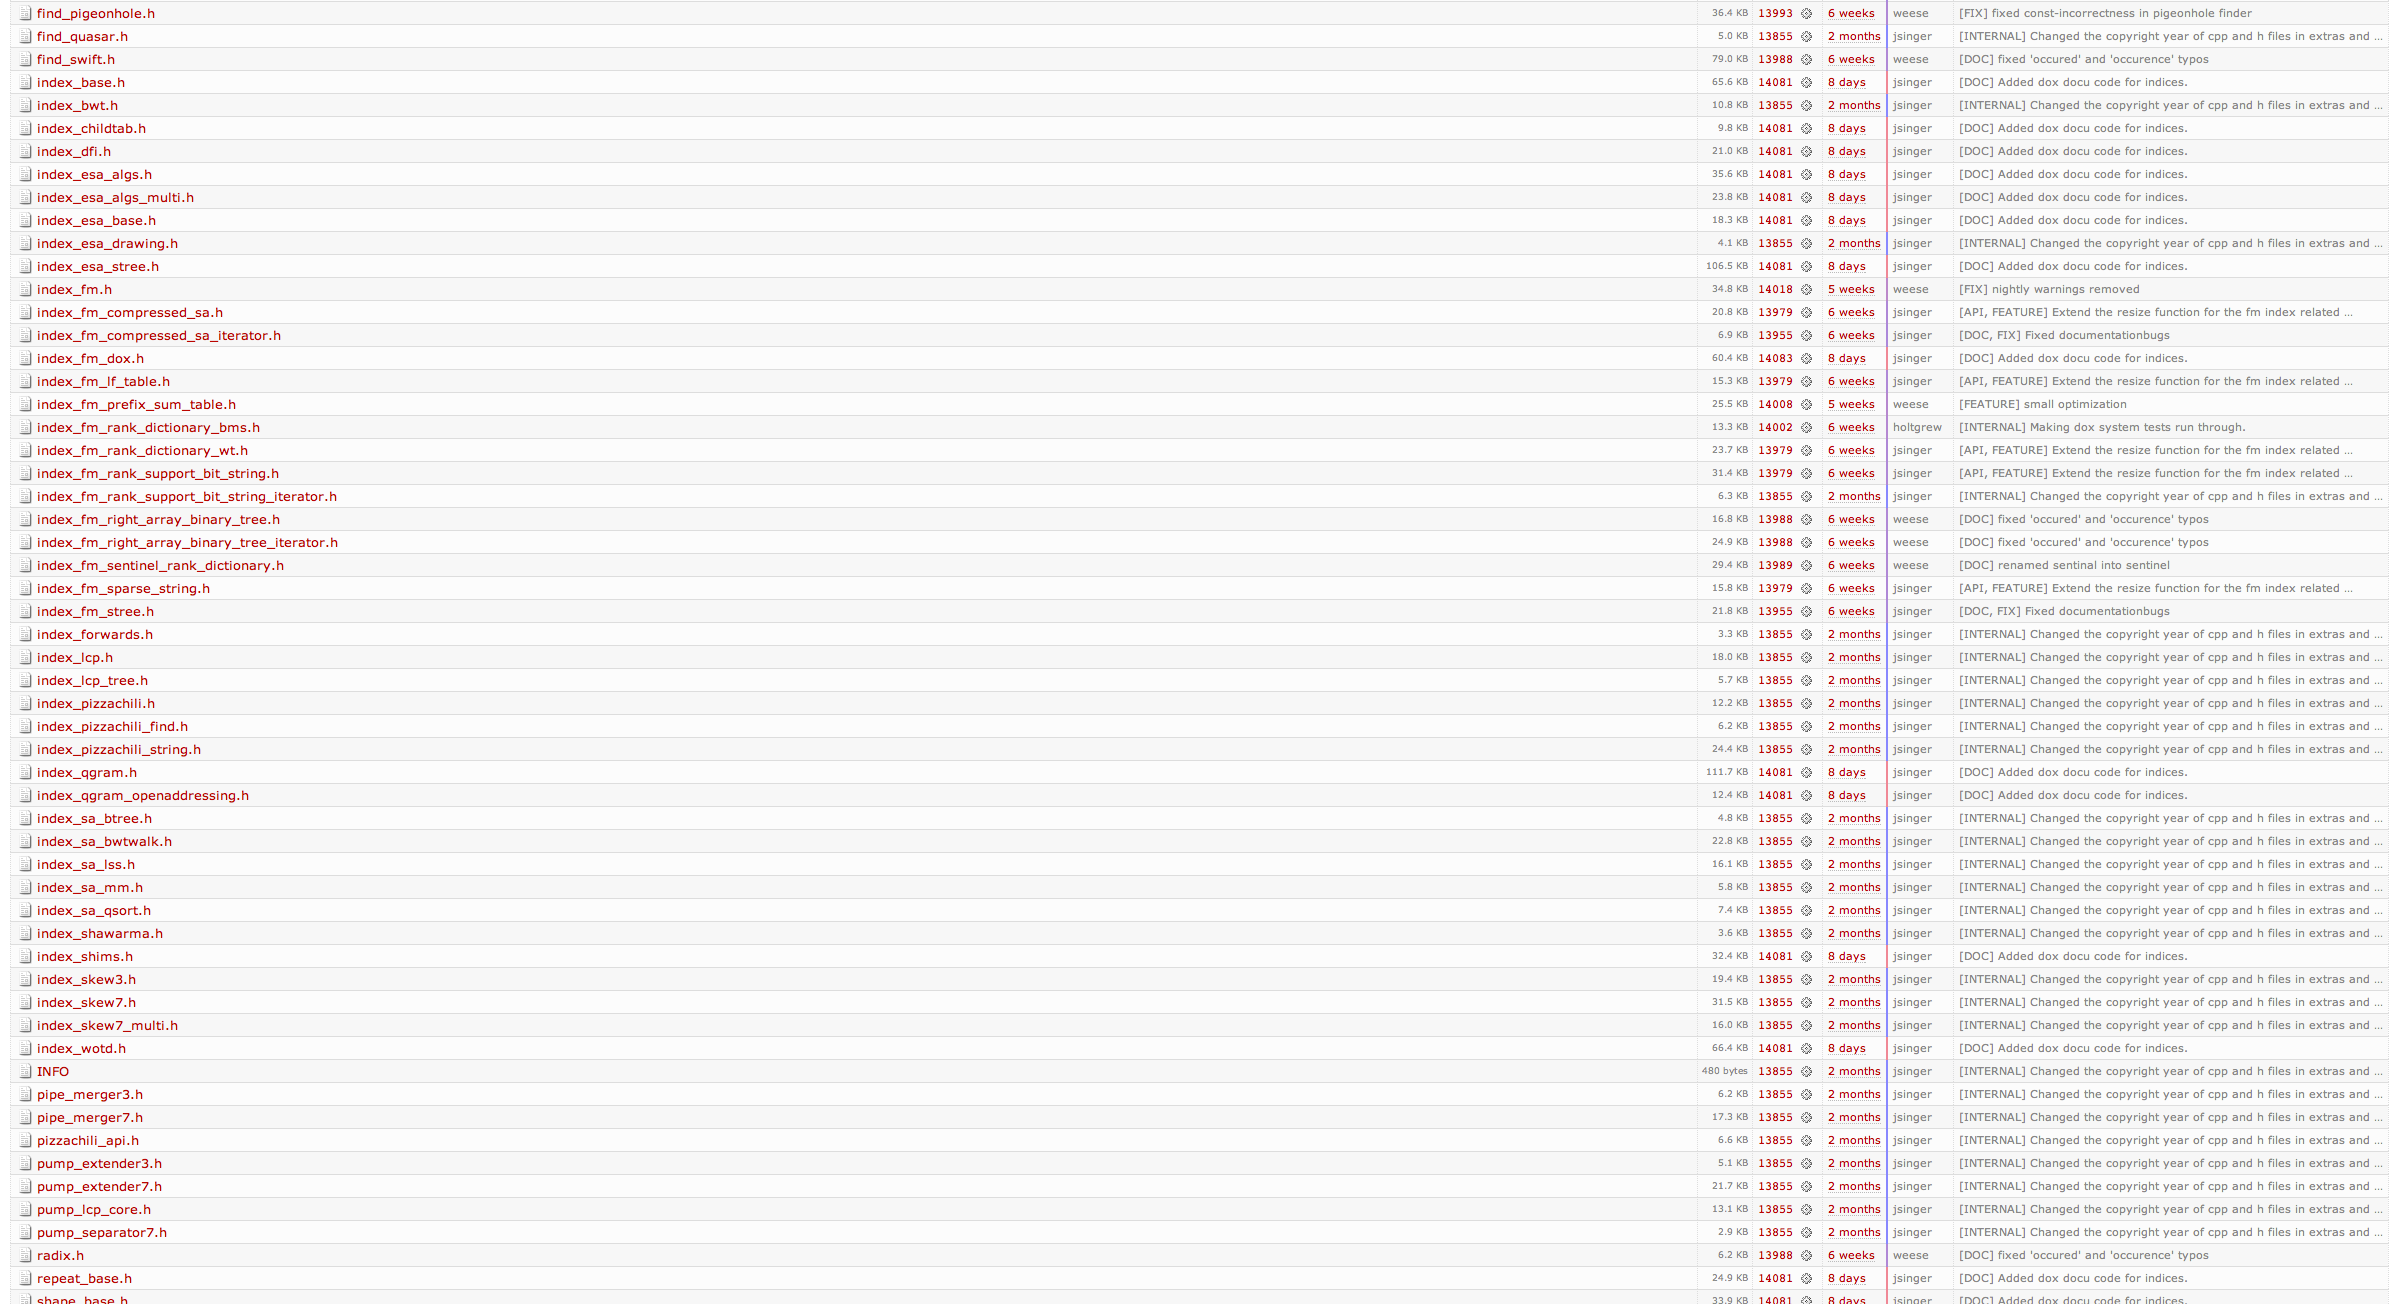 find_pigeonhole.h 36.4 KB 13993 6 weeks weese [FIX] fixed const-incorrectness in pigeonhole finder
find_quasar.h 5.0 KB 13855 2 months jsinger [INTERNAL] Changed the copyright year of cpp and h files in extras and ...
find_swift.h 79.0 KB 13988 6 weeks weese [DOC] fixed 'occured' and 'occurence' typos
index_base.h 65.6 KB 14081 8 days jsinger [DOC] Added dox docu code for indices.
index_bwt.h 10.8 KB 13855 2 months jsinger [INTERNAL] Changed the copyright year of cpp and h files in extras and ...
index_childtab.h 9.8 KB 14081 8 days jsinger [DOC] Added dox docu code for indices.
index_dfi.h 21.0 KB 14081 8 days jsinger [DOC] Added dox docu code for indices.
index_esa_algs.h 35.6 KB 14081 8 days jsinger [DOC] Added dox docu code for indices.
index_esa_algs_multi.h 23.8 KB 14081 8 days jsinger [DOC] Added dox docu code for indices.
index_esa_base.h 18.3 KB 14081 8 days jsinger [DOC] Added dox docu code for indices.
index_esa_drawing.h 4.1 KB 13855 2 months jsinger [INTERNAL] Changed the copyright year of cpp and h files in extras and ...
index_esa_stree.h 106.5 KB 14081 8 days jsinger [DOC] Added dox docu code for indices.
index_fm.h 34.8 KB 14018 5 weeks weese [FIX] nightly warnings removed
index_fm_compressed_sa.h 20.8 KB 13979 6 weeks jsinger [API, FEATURE] Extend the resize function for the fm index related ...
index_fm_compressed_sa_iterator.h 6.9 KB 13955 6 weeks jsinger [DOC, FIX] Fixed documentationbugs
index_fm_dox.h 60.4 KB 14083 8 days jsinger [DOC] Added dox docu code for indices.
index_fm_lf_table.h 15.3 KB 13979 6 weeks jsinger [API, FEATURE] Extend the resize function for the fm index related ...
index_fm_prefix_sum_table.h 25.5 KB 14008 5 weeks weese [FEATURE] small optimization
index_fm_rank_dictionary_bms.h 13.3 KB 14002 6 weeks holtgrew [INTERNAL] Making dox system tests run through.
index_fm_rank_dictionary_wt.h 23.7 KB 13979 6 weeks jsinger [API, FEATURE] Extend the resize function for the fm index related ...
index_fm_rank_support_bit_string.h 31.4 KB 13979 6 weeks jsinger [API, FEATURE] Extend the resize function for the fm index related ...
index_fm_rank_support_bit_string_iterator.h 6.3 KB 13855 2 months jsinger [INTERNAL] Changed the copyright year of cpp and h files in extras and ...
index_fm_right_array_binary_tree.h 16.8 KB 13988 6 weeks weese [DOC] fixed 'occured' and 'occurence' typos
index_fm_right_array_binary_tree_iterator.h 24.9 KB 13988 6 weeks weese [DOC] fixed 'occured' and 'occurence' typos
index_fm_sentinel_rank_dictionary.h 29.4 KB 13989 6 weeks weese [DOC] renamed sentinal into sentinel
index_fm_sparse_string.h 15.8 KB 13979 6 weeks jsinger [API, FEATURE] Extend the resize function for the fm index related ...
index_fm_stree.h 21.8 KB 13955 6 weeks jsinger [DOC, FIX] Fixed documentationbugs
index_forwards.h 3.3 KB 13855 2 months jsinger [INTERNAL] Changed the copyright year of cpp and h files in extras and ...
index_lcp.h 18.0 KB 13855 2 months jsinger [INTERNAL] Changed the copyright year of cpp and h files in extras and ...
index_lcp_tree.h 5.7 KB 13855 2 months jsinger [INTERNAL] Changed the copyright year of cpp and h files in extras and ...
index_pizzachili.h 12.2 KB 13855 2 months jsinger [INTERNAL] Changed the copyright year of cpp and h files in extras and ...
index_pizzachili_find.h 6.2 KB 13855 2 months jsinger [INTERNAL] Changed the copyright year of cpp and h files in extras and ...
index_pizzachili_string.h 24.4 KB 13855 2 months jsinger [INTERNAL] Changed the copyright year of cpp and h files in extras and ...
index_qgram.h 111.7 KB 14081 8 days jsinger [DOC] Added dox docu code for indices.
index_qgram_openaddressing.h 12.4 KB 14081 8 days jsinger [DOC] Added dox docu code for indices.
index_sa_btree.h 4.8 KB 13855 2 months jsinger [INTERNAL] Changed the copyright year of cpp and h files in extras and ...
index_sa_bwtwalk.h 22.8 KB 13855 2 months jsinger [INTERNAL] Changed the copyright year of cpp and h files in extras and ...
index_sa_lss.h 16.1 KB 13855 2 months jsinger [INTERNAL] Changed the copyright year of cpp and h files in extras and ...
index_sa_mm.h 5.8 KB 13855 2 months jsinger [INTERNAL] Changed the copyright year of cpp and h files in extras and ...
index_sa_qsort.h 7.4 KB 13855 2 months jsinger [INTERNAL] Changed the copyright year of cpp and h files in extras and ...
index_shawarma.h 3.6 KB 13855 2 months jsinger [INTERNAL] Changed the copyright year of cpp and h files in extras and ...
index_shims.h 32.4 KB 14081 8 days jsinger [DOC] Added dox docu code for indices.
index_skew3.h 19.4 KB 13855 2 months jsinger [INTERNAL] Changed the copyright year of cpp and h files in extras and ...
index_skew7.h 31.5 KB 13855 2 months jsinger [INTERNAL] Changed the copyright year of cpp and h files in extras and ...
index_skew7_multi.h 16.0 KB 13855 2 months jsinger [INTERNAL] Changed the copyright year of cpp and h files in extras and ...
index_wotd.h 66.4 KB 14081 8 days jsinger [DOC] Added dox docu code for indices.
INFO 480 bytes 13855 2 months jsinger [INTERNAL] Changed the copyright year of cpp and h files in extras and ...
pipe_merger3.h 6.2 KB 13855 2 months jsinger [INTERNAL] Changed the copyright year of cpp and h files in extras and ...
pipe_merger7.h 17.3 KB 13855 2 months jsinger [INTERNAL] Changed the copyright year of cpp and h files in extras and ...
pizzachili_api.h 6.6 KB 13855 2 months jsinger [INTERNAL] Changed the copyright year of cpp and h files in extras and ...
pump_extender3.h 5.1 KB 13855 2 months jsinger [INTERNAL] Changed the copyright year of cpp and h files in extras and ...
pump_extender7.h 21.7 KB 13855 2 months jsinger [INTERNAL] Changed the copyright year of cpp and h files in extras and ...
pump_lcp_core.h 13.1 KB 13855 2 months jsinger [INTERNAL] Changed the copyright year of cpp and h files in extras and ...
pump_separator7.h 2.9 KB 13855 2 months jsinger [INTERNAL] Changed the copyright year of cpp and h files in extras and ...
radix.h 6.2 KB 13988 6 weeks weese [DOC] fixed 'occured' and 'occurence' typos
repeat_base.h 24.9 KB 14081 8 days jsinger [DOC] Added dox docu code for indices.
shape_base.h 33.9 KB 14081 8 days jsinger [DOC] Added dox docu code for indices.